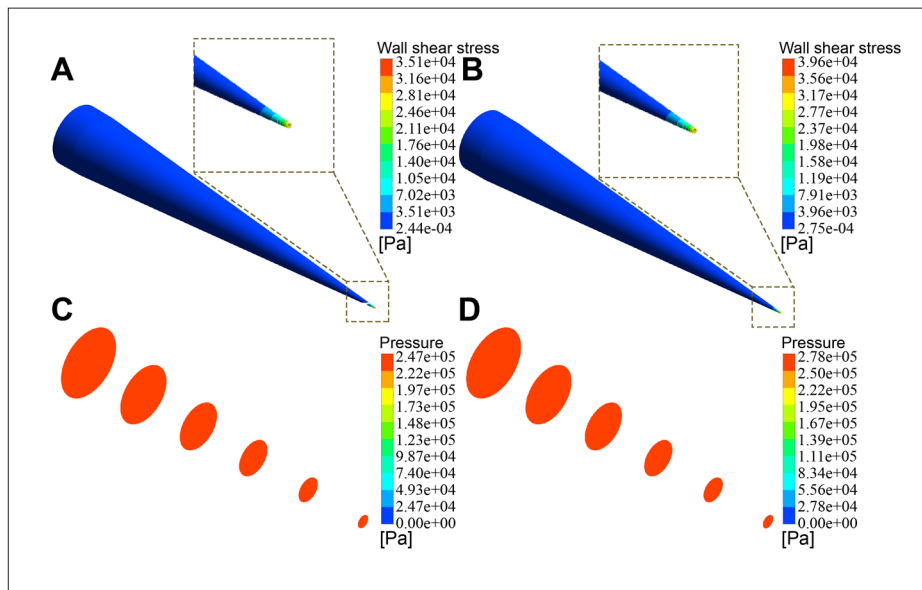 A
Wall shear stress
3.51e+04
3.16e+04
2.81e+04
2.46e+04
2.11e+04
1.76e+04
1.40e+04
1.05e+04
7.02e+03
3.51e+03
2.44e-04
[Pa]
B
Wall shear stress
3.96e+04
3.56e+04
3.17e+04
2.77e+04
2.37e+04
1.98e+04
1.58e+04
1.19e+04
7.91e+03
3.96e+03
2.75e-04
[Pa]
C
Pressure
2.47e+05
2.22e+05
1.97e+05
1.73e+05
1.48e+05
1.23e+05
9.87e+04
7.40e+04
4.93e+04
2.47e+04
0.00e+00
[Pa]
D
Pressure
2.78e+05
2.50e+05
2.22e+05
1.95e+05
1.67e+05
1.39e+05
1.11e+05
8.34e+04
5.56e+04
2.78e+04
0.00e+00
[Pa]